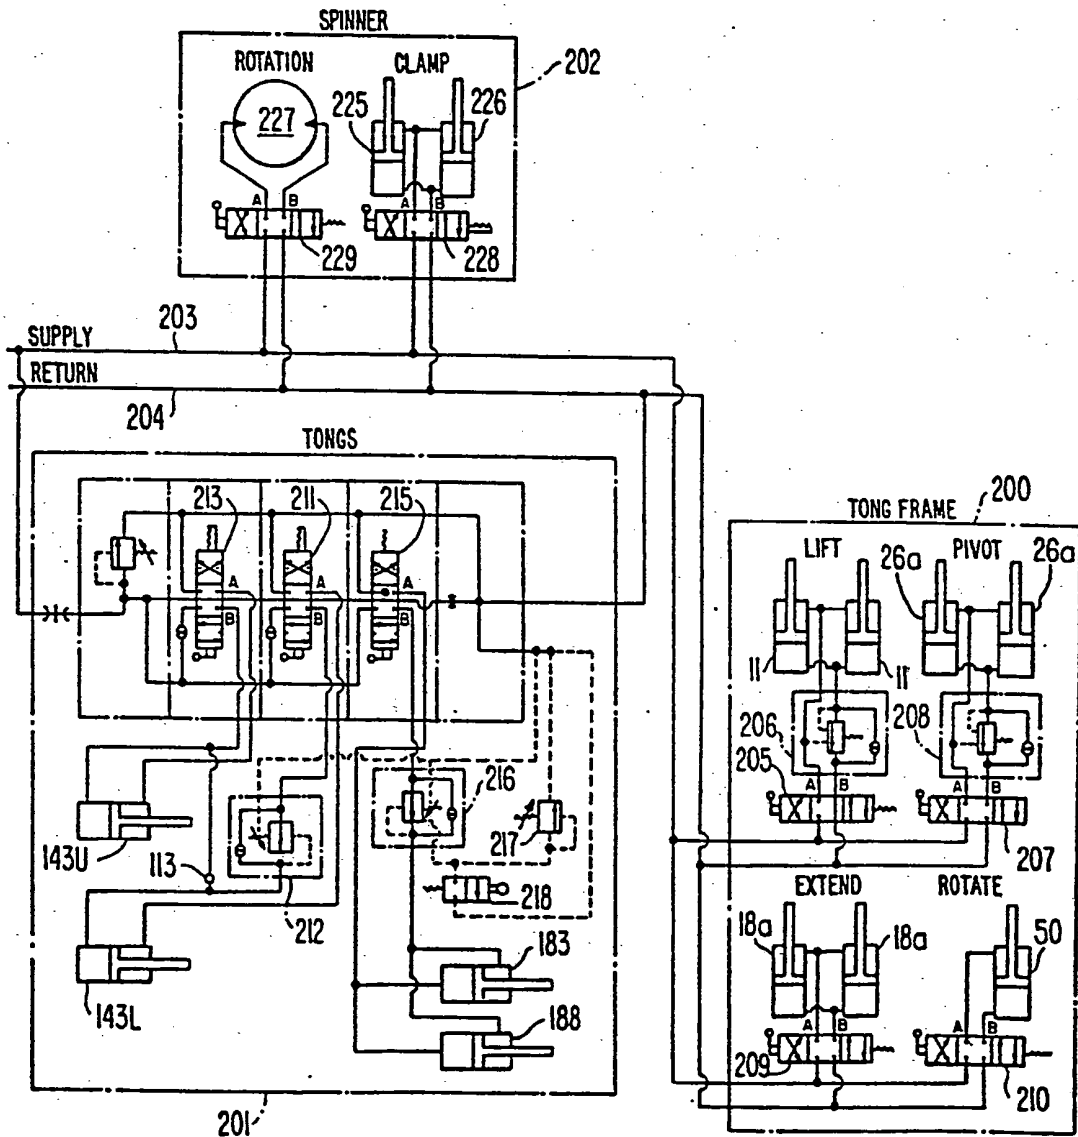 SPINNER
202
ROTATION
CLAMP
225
226
227
A
B
A
B
229
228
203
SUPPLY
RETURN
204
TONGS
213
211
215
A
A
A
B
B
B
200
TONG FRAME
LIFT
PIVOT
26a
26a
11
11
206
208
205
A
B
A
B
207
216
217
143U
113
212
218
183
143L
188
201
EXTEND
ROTATE
18a
18a
50
A
B
A
B
209
210